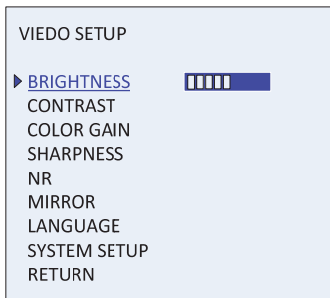 VIEDO SETUP
BRIGHTNESS
CONTRAST
COLOR GAIN
SHARPNESS
NR
MIRROR
LANGUAGE
SYSTEM SETUP
RETURN